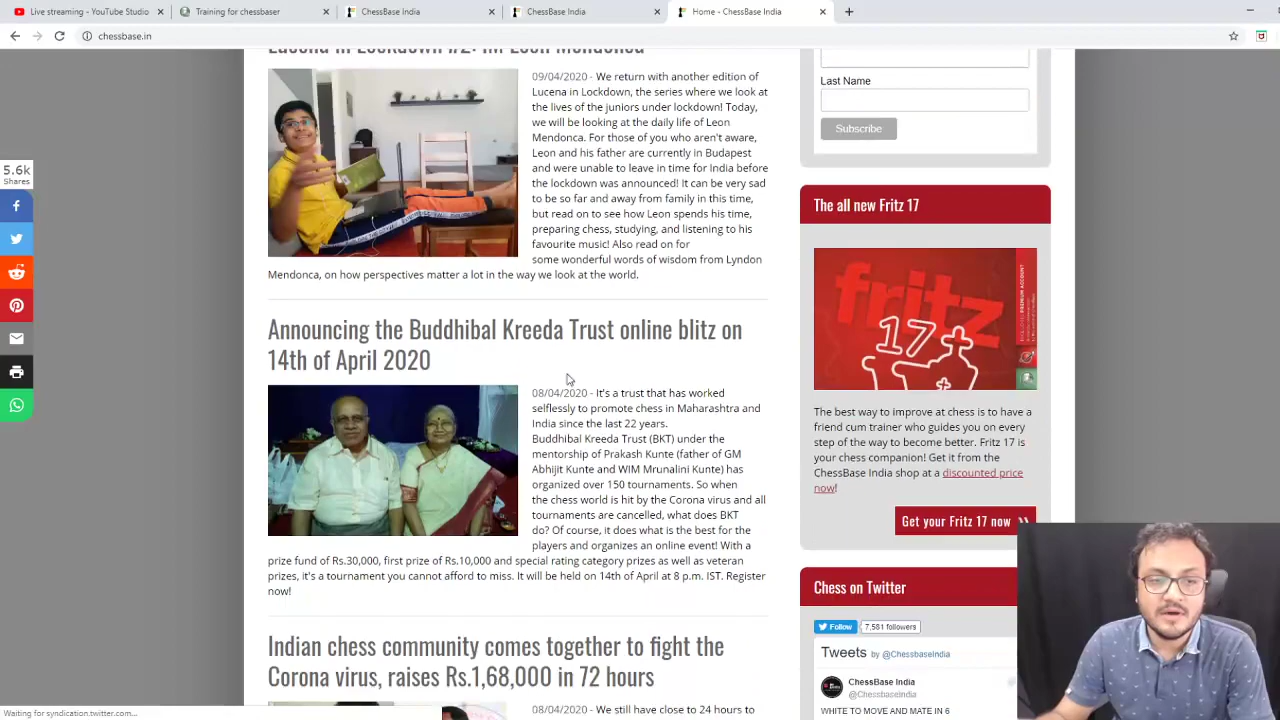 Live streaming - YouTube Studio
Training for chessbaser
ChessBase India
ChessBase India
Home - ChessBase India
chessbase.in
Lucena in Lockdown #2: IM Leon Mendonca
09/04/2020 - We return with another edition of
Lucena in Lockdown, the series where we look at
the lives of the juniors under lockdown! Today,
we will be looking at the daily life of Leon
Mendonca. For those of you who aren't aware,
Leon and his father are currently in Budapest
and were unable to leave in time for India before
the lockdown was announced! It can be very sad
to be so far and away from family in this time,
but read on to see how Leon spends his time,
preparing chess, studying, and listening to his
favourite music! Also read on for
some wonderful words of wisdom from Lyndon
Mendonca, on how perspectives matter a lot in the way we look at the world.
5.6k
Shares
Announcing the Buddhibal Kreeda Trust online blitz on
14th of April 2020
08/04/2020 - It's a trust that has worked
selflessly to promote chess in Maharashtra and
India since the last 22 years.
Buddhibal Kreeda Trust (BKT) under the
mentorship of Prakash Kunte (father of GM
Abhijit Kunte and WIM Mrunalini Kunte) has
organized over 150 tournaments. So when
the chess world is hit by the Corona virus and all
tournaments are cancelled, what does BKT
do? Of course, it does what is the best for the
players and organizes an online event! With a
prize fund of Rs.30,000, first prize of Rs.10,000 and special rating category prizes as well as veteran
prizes, it's a tournament you cannot afford to miss. It will be held on 14th of April at 8 p.m. IST. Register
now!
Indian chess community comes together to fight the
Corona virus, raises Rs.1,68,000 in 72 hours
08/04/2020 - We still have close to 24 hours to
Last Name
Subscribe
The all new Fritz 17
fritz
17
The best way to improve at chess is to have a
friend cum trainer who guides you on every
step of the way to become better. Fritz 17 is
your chess companion! Get it from the
ChessBase India shop at a discounted price
now!
Get your Fritz 17 now »
Chess on Twitter
Follow
7,581 followers
Tweets by @ChessbaseIndia
ChessBase India
@ChessbaseIndia
WHITE TO MOVE AND MATE IN 6
Waiting for syndication.twitter.com...